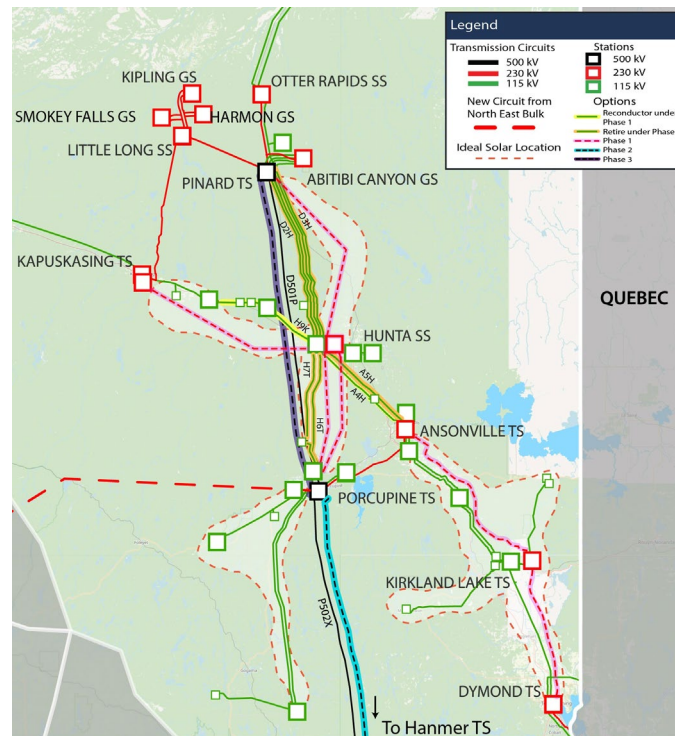 Legend
Transmission Circuits
500 kV
230 kV
115 kV
New Circuit from
North East Bulk
Ideal Solar Location
Stations
500 kV
230 kV
115 kV
Options
Reconductor unde
Phase 1
Retire under Phase
Phase 1
Phase 2
Phase 3
KIPLING GS
OTTER RAPIDS SS
SMOKEY FALLS GS
HARMON GS
LITTLE LONG SS
ABITIBI CANYON GS
PINARD TS
D3H
D2H
KAPUSKASING TS
D501P
QUEBEC
H9K
HUNTA SS
H7T
A5H
A4H
H6T
ANSONVILLE TS
PORCUPINE TS
KIRKLAND LAKE TS
P502X
DYMOND TS
To Hanmer TS